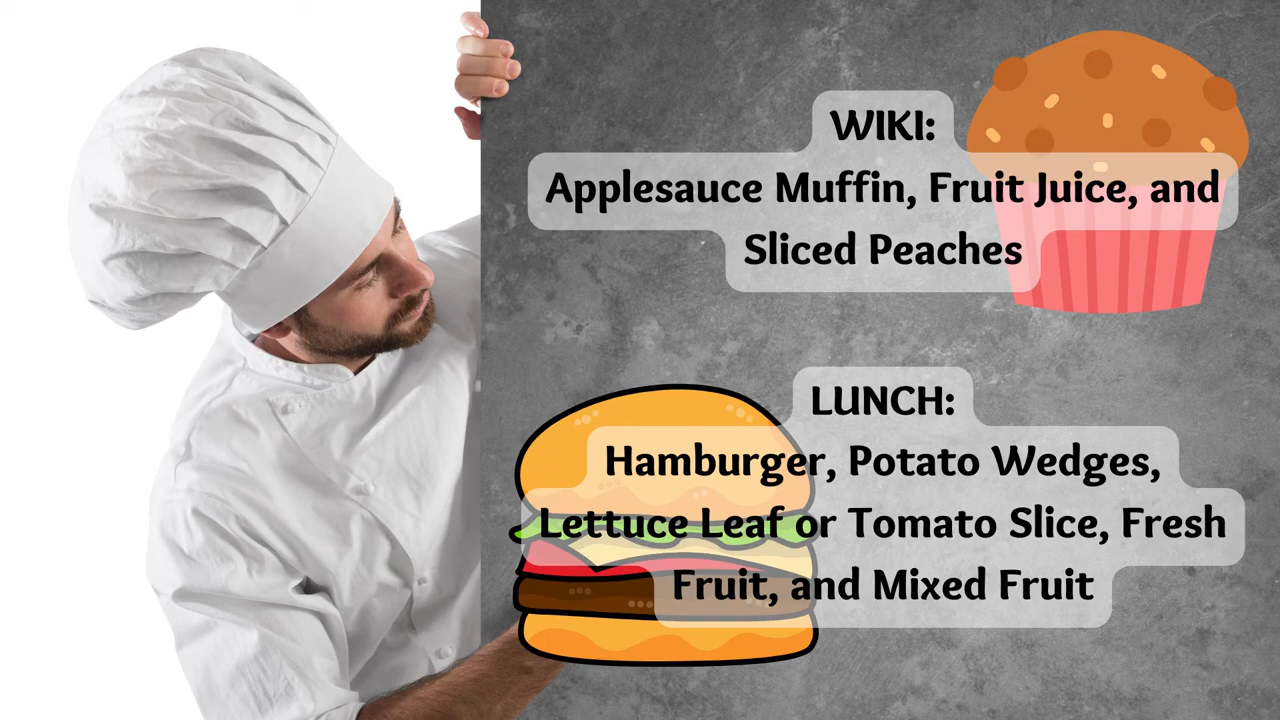 WIKI:
Applesauce Muffin, Fruit Juice, and
Sliced Peaches
LUNCH:
Hamburger, Potato Wedges,
Lettuce Leaf or Tomato Slice, Fresh
Fruit, and Mixed Fruit